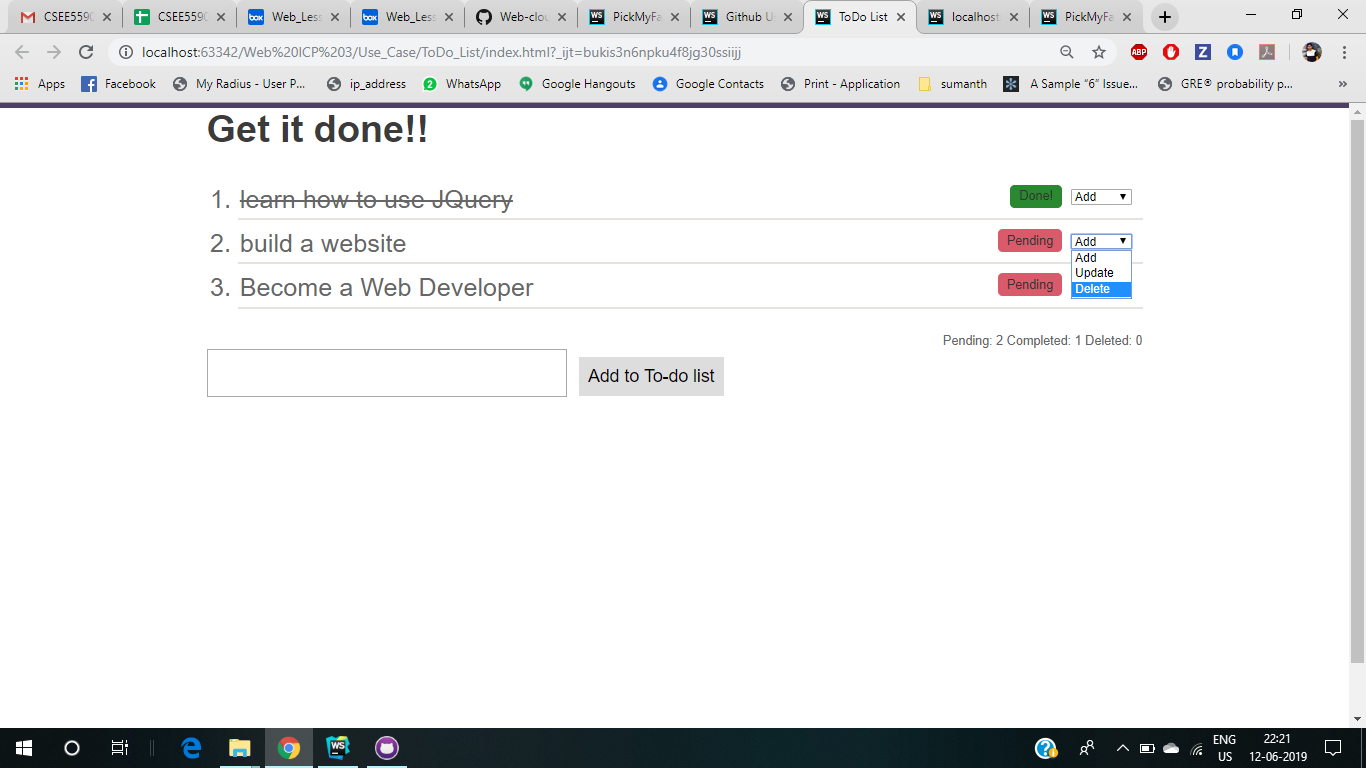 CSEE5590 CSEE5590 Web_Less Web_Less Web-clou PickMyFa Github U ToDo List localhost PickMyFa
localhost:63342/Web%20ICP%203/Use_Case/ToDo_List/index.html?_ijt=bukis3n6npku4f8jg30ssiijj
Apps Facebook My Radius - User P... ip_address WhatsApp Google Hangouts Google Contacts Print - Application sumanth A Sample “6” Issue... GRE® probability p... »
Get it done!!
1. learn how to use JQuery Done! Add
2. build a website Pending Add
Add
Update
3. Become a Web Developer Pending Delete
Pending: 2 Completed: 1 Deleted: 0
Add to To-do list
ENG 22:21
US 12-06-2019